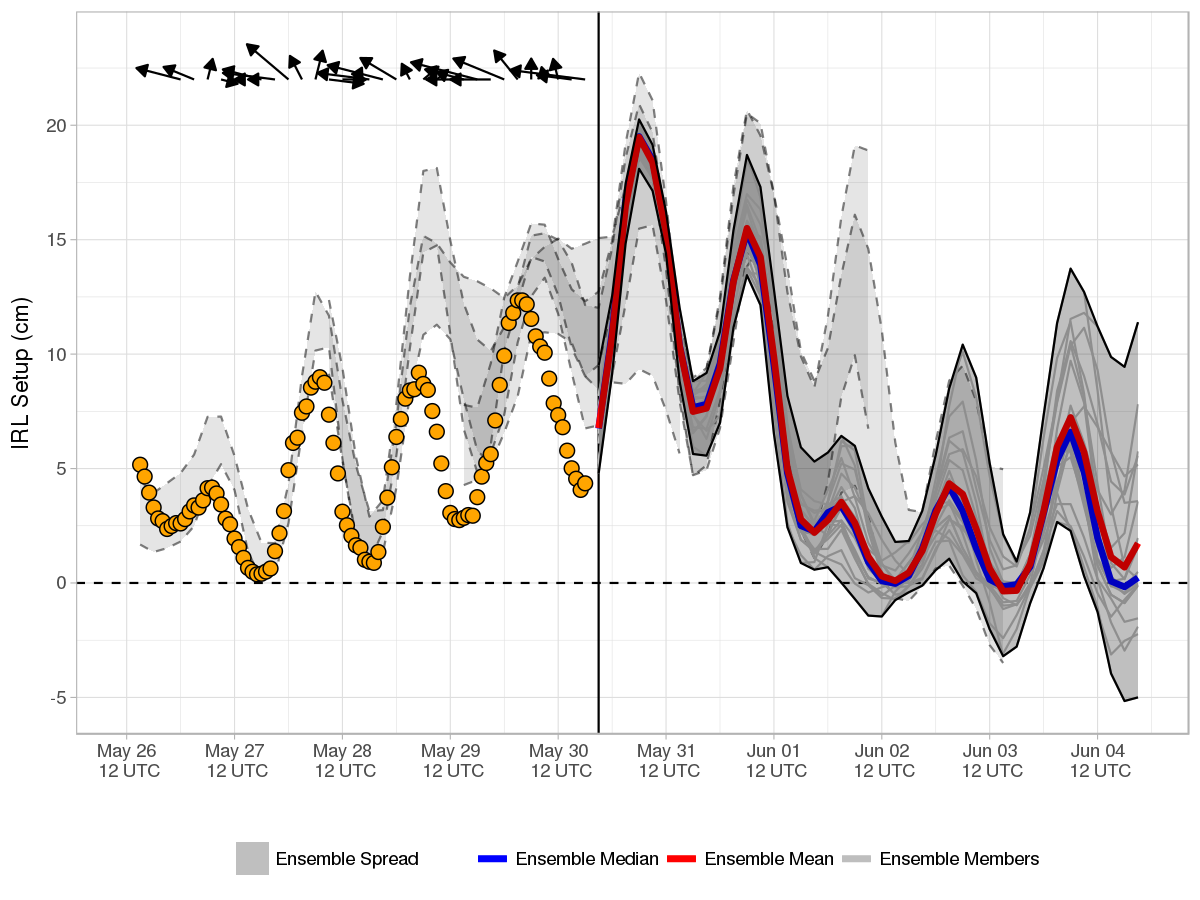 IRL Setup (cm)
20
15
10
5
0
-5
May 26 May 27 May 28 May 29 May 30 May 31 Jun 01 Jun 02 Jun 03 Jun 04
12 UTC 12 UTC 12 UTC 12 UTC 12 UTC 12 UTC 12 UTC 12 UTC 12 UTC 12 UTC
Ensemble Spread Ensemble Median Ensemble Mean Ensemble Members